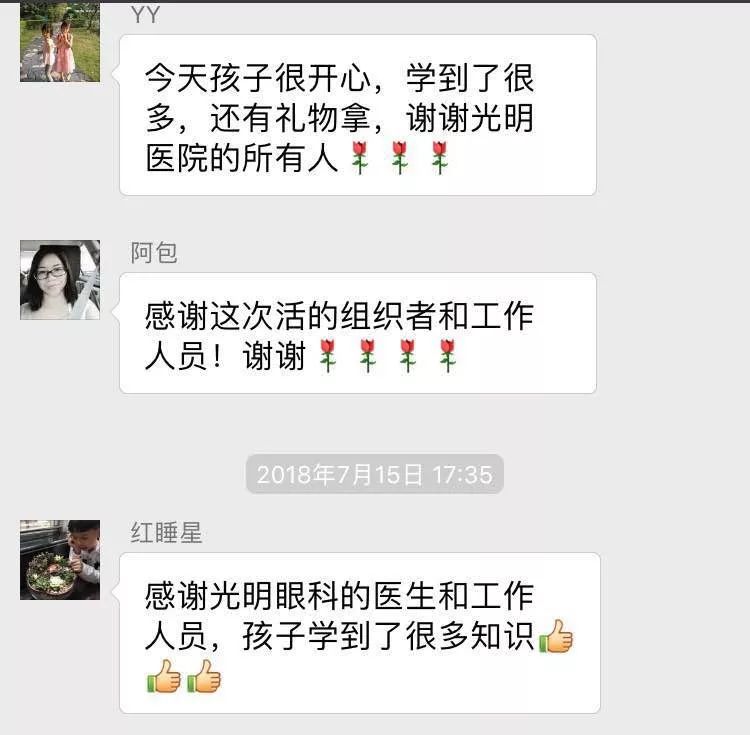 YY
今天孩子很开心，学到了很
多，还有礼物拿，谢谢光明
医院的所有人🌹🌹🌹
阿包
感谢这次活的组织者和工作
人员！谢谢🌹🌹🌹🌹
2018年7月15日 17:35
红睡星
感谢光明眼科的医生和工作
人员，孩子学到了很多知识👍
👍👍